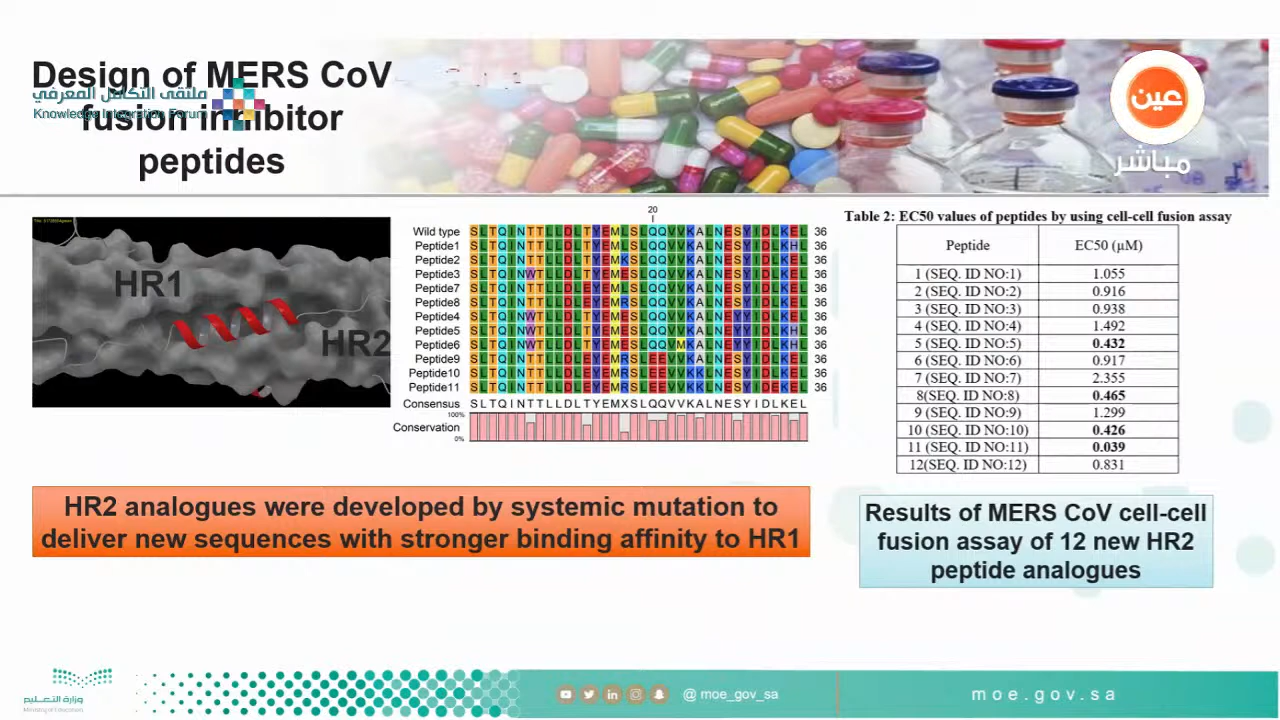 Design of MERS CoV
fusion inhibitor
peptides
ملتقى التكامل المعرفي
Knowledge Integration Forum
عين
مباشر
HR1
HR2
20
Wild type SLTQINTTLLDLTYEMLSLQQVVKALNESYIDLKEL 36
Peptide1 36
Peptide2 36
Peptide3 36
Peptide7 36
Peptide8 36
Peptide4 36
Peptide5 36
Peptide6 36
Peptide9 36
Peptide10 36
Peptide11 36
Consensus SLTQINTTLLDLTYEMXSLQQVVKALNESYIDLKEL
100%
Conservation
0%
Table 2: EC50 values of peptides by using cell-cell fusion assay
Peptide EC50 (µM)
1 (SEQ. ID NO:1) 1.055
2 (SEQ. ID NO:2) 0.916
3 (SEQ. ID NO:3) 0.938
4 (SEQ. ID NO:4) 1.492
5 (SEQ. ID NO:5) 0.432
6 (SEQ. ID NO:6) 0.917
7 (SEQ. ID NO:7) 2.355
8(SEQ. ID NO:8) 0.465
9 (SEQ. ID NO:9) 1.299
10 (SEQ. ID NO:10) 0.426
11 (SEQ. ID NO:11) 0.039
12(SEQ. ID NO:12) 0.831
HR2 analogues were developed by systemic mutation to
deliver new sequences with stronger binding affinity to HR1
Results of MERS CoV cell-cell
fusion assay of 12 new HR2
peptide analogues
وزارة التعليم
Ministry of Education
@ moe_gov_sa
moe.gov.sa